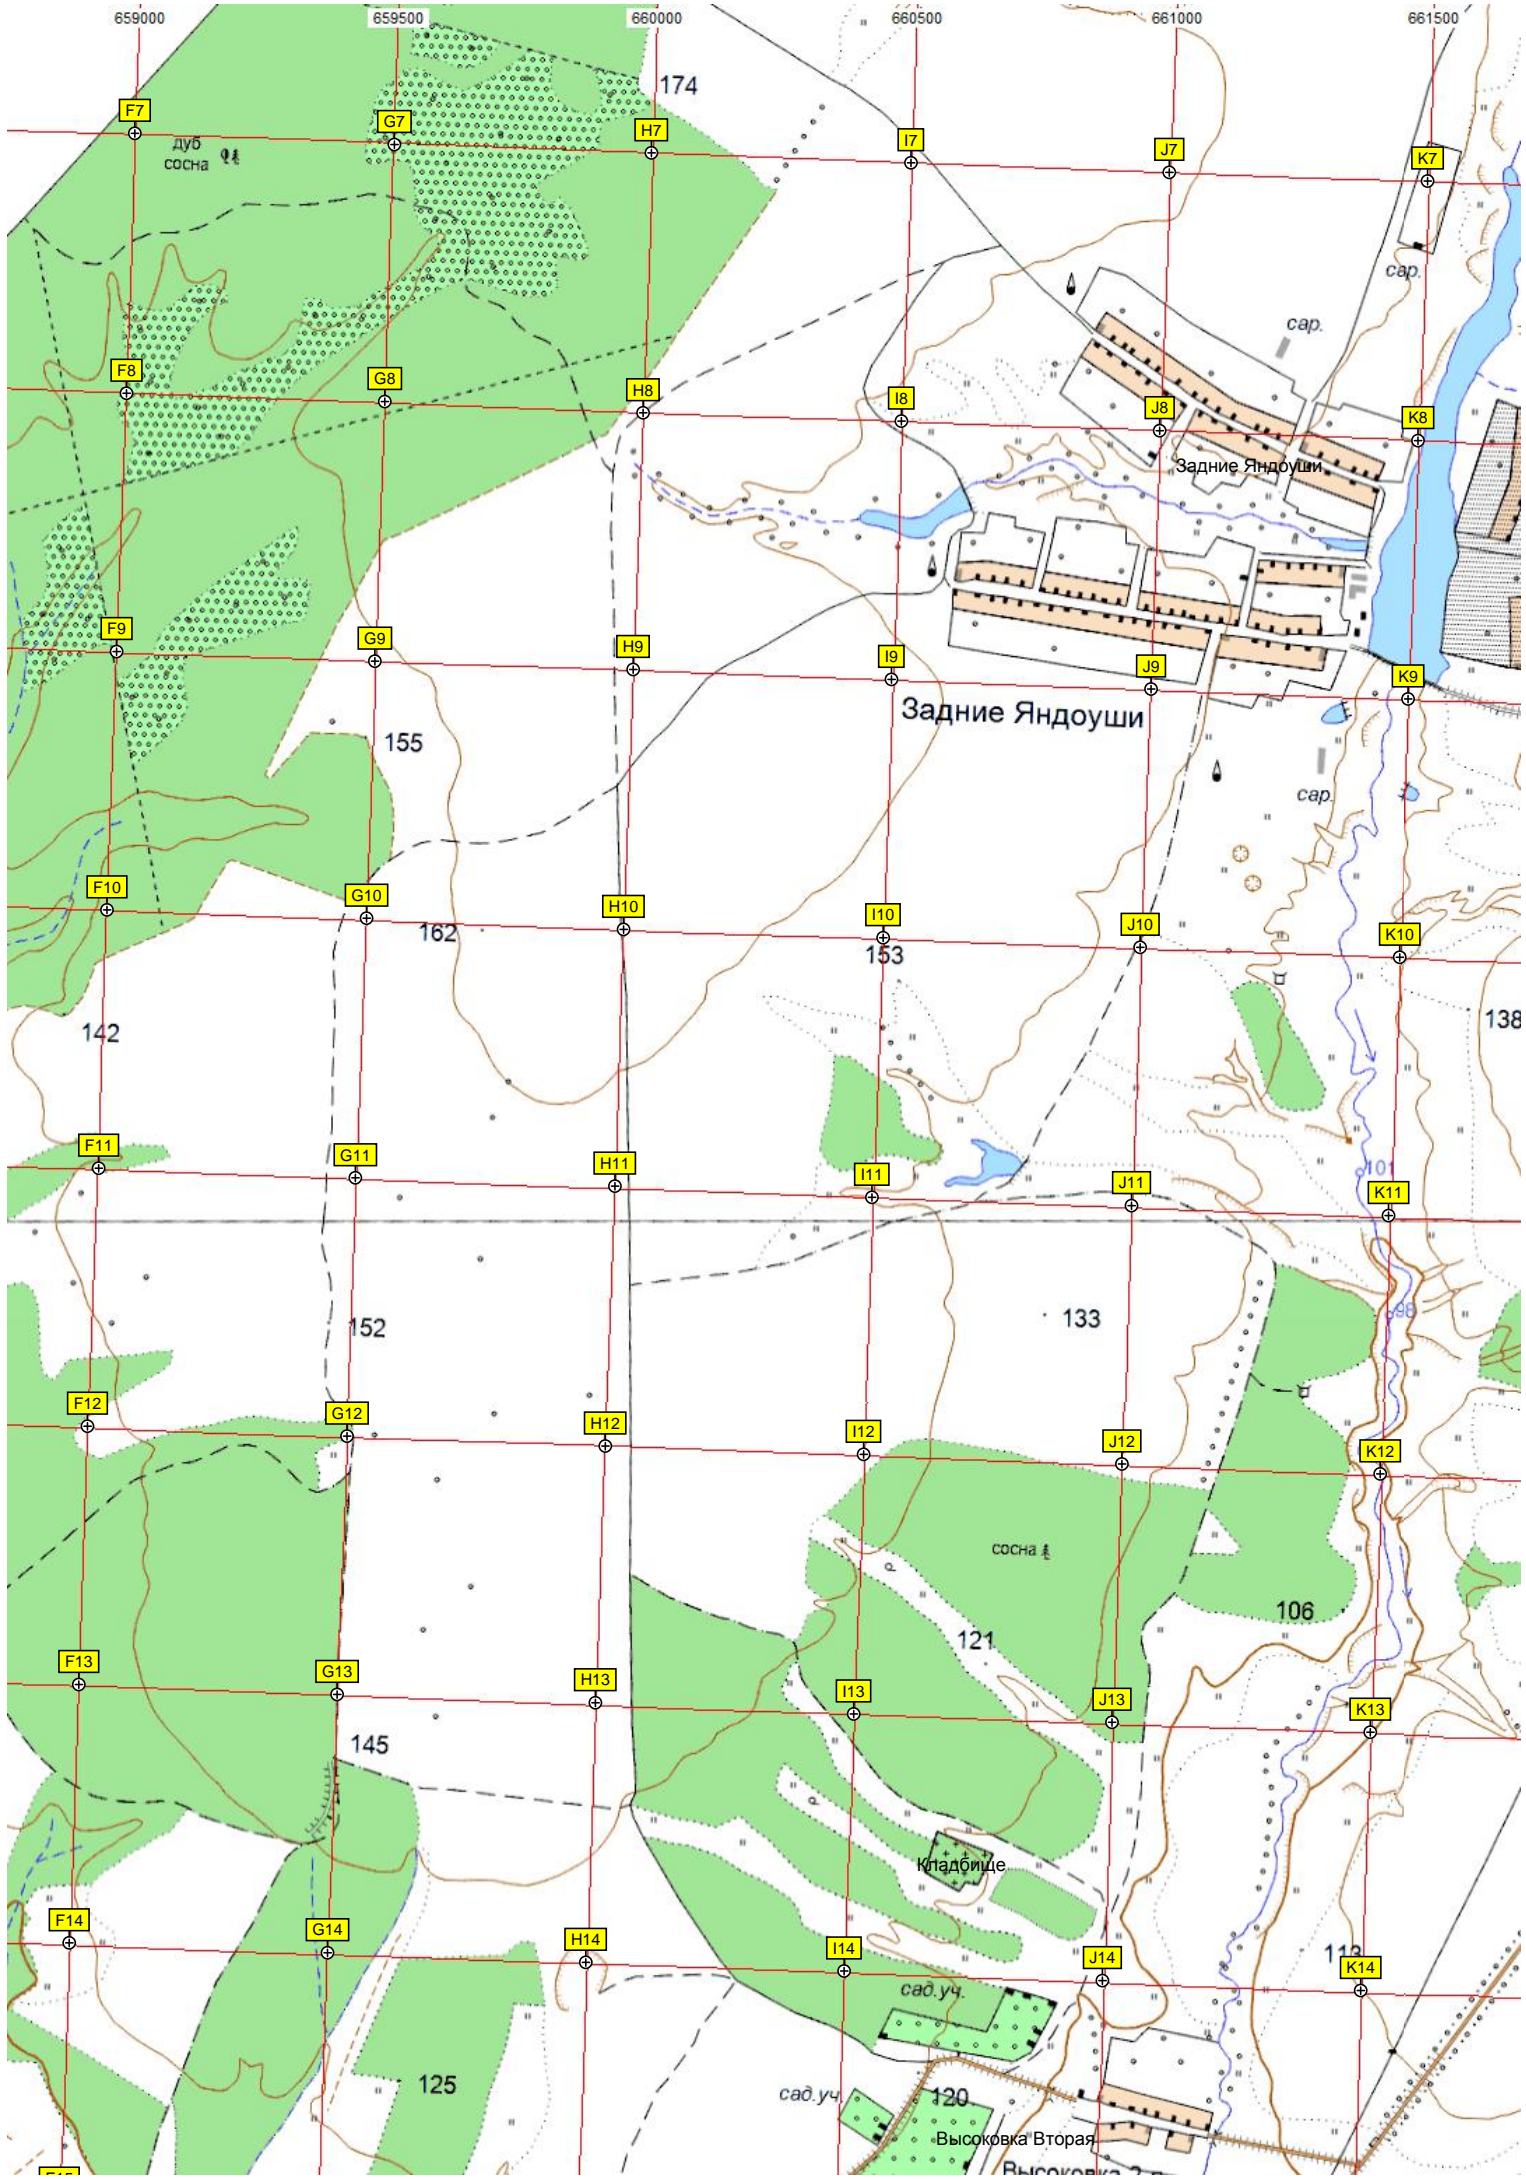 659000 659500 660000 660500 661000 661500
174
F7 G7 H7 I7 J7 K7
дуб
сосна
сар.
сар.
F8 G8 H8 I8 J8 K8
Задние Яндоуши
F9 G9 H9 I9 J9 K9
Задние Яндоуши
155
сар.
F10 G10 H10 I10 J10 K10
162
153
142
138
F11 G11 H11 I11 J11 K11
101
98
133
152
F12 G12 H12 I12 J12 K12
сосна
106
121
F13 G13 H13 I13 J13 K13
145
Кладбище
F14 G14 H14 I14 J14 K14
113
сад.уч.
125
сад.уч.
120
Высоковка Вторая